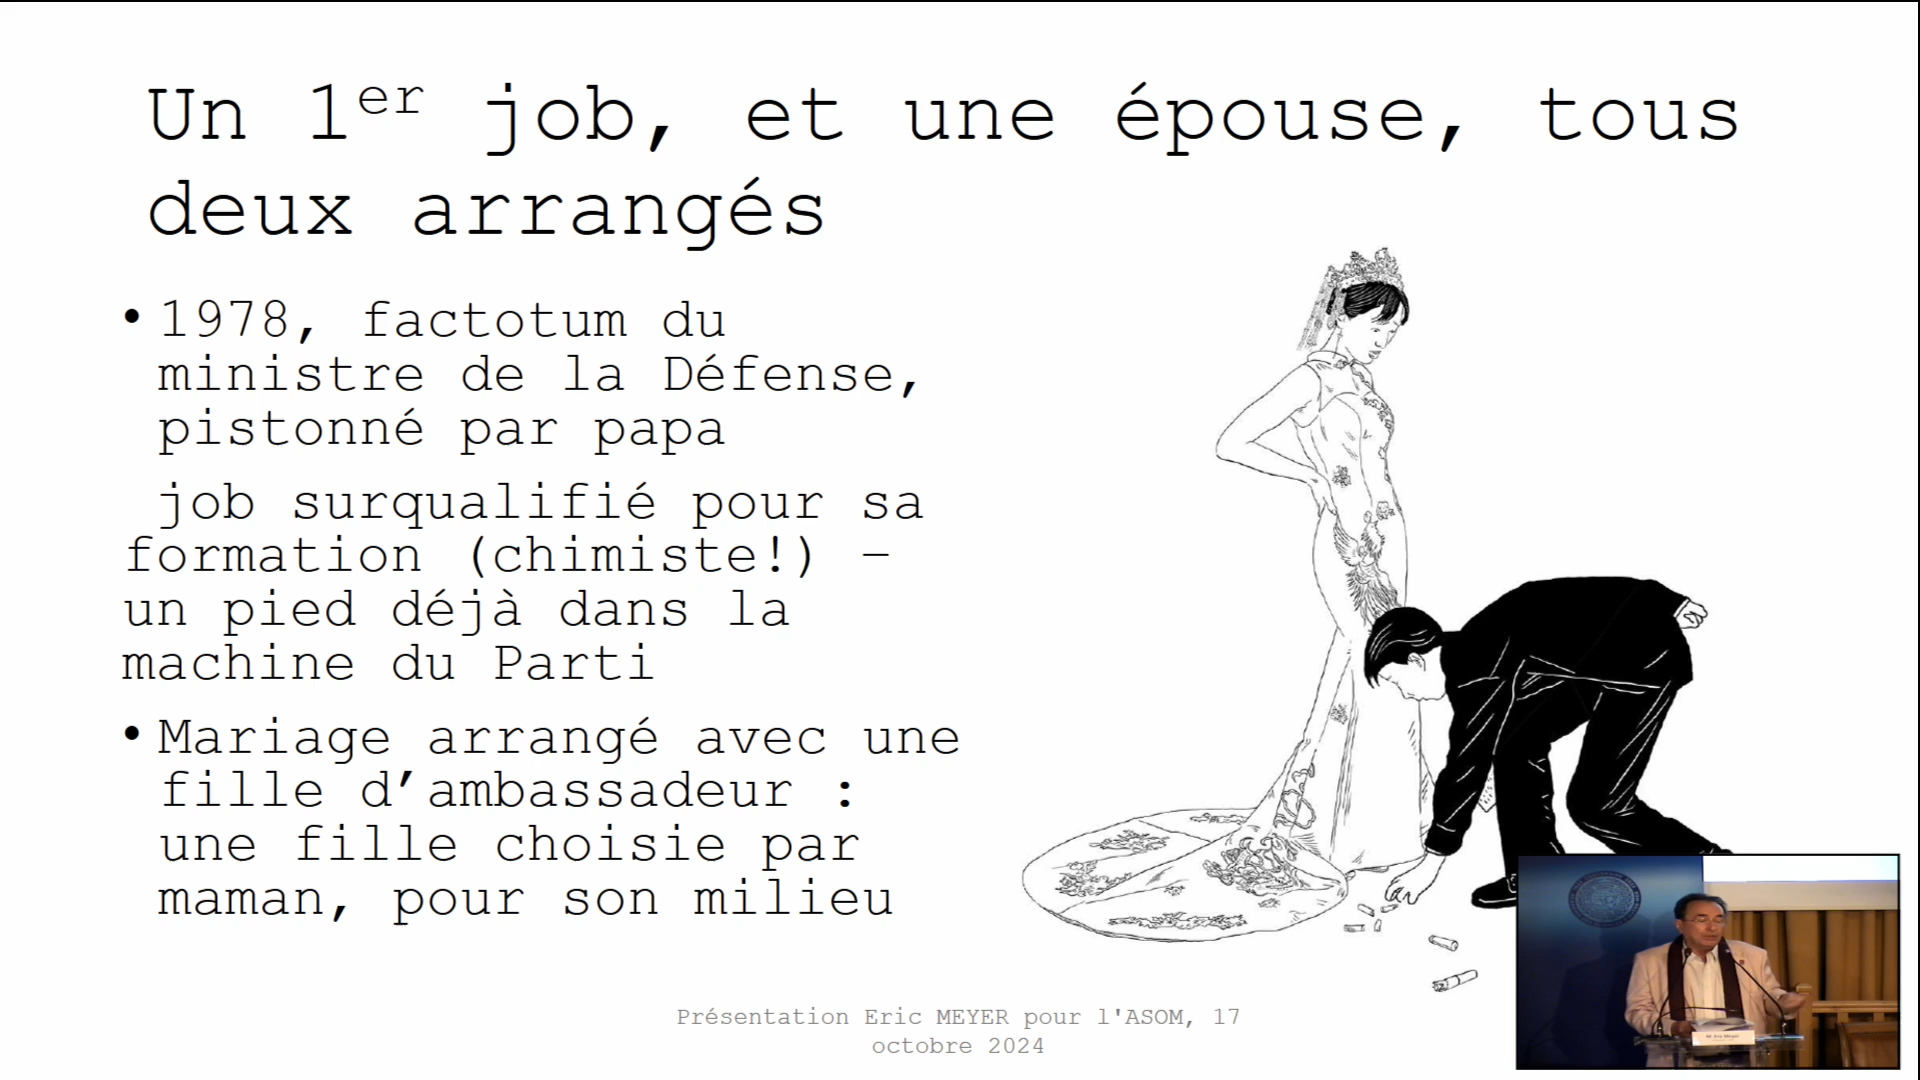 Un 1er job, et une épouse, tous
deux arrangés
• 1978, factotum du
ministre de la Défense,
pistonné par papa
job surqualifié pour sa
formation (chimiste!) –
un pied déjà dans la
machine du Parti
• Mariage arrangé avec une
fille d’ambassadeur :
une fille choisie par
maman, pour son milieu
Présentation Eric MEYER pour l'ASOM, 17
octobre 2024
M. Eric Meyer